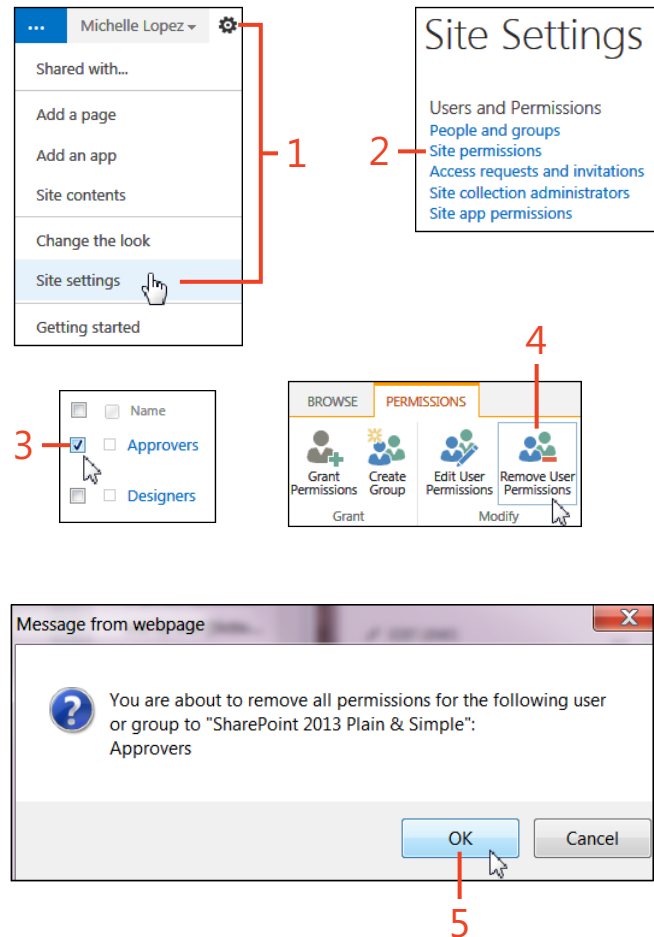 ... Michelle Lopez
Shared with...
Add a page
Add an app
Site contents
Change the look
Site settings
Getting started
1
Site Settings
Users and Permissions
People and groups
2
Site permissions
Access requests and invitations
Site collection administrators
Site app permissions
3
Name
Approvers
Designers
4
BROWSE PERMISSIONS
Grant Permissions
Create Group
Edit User Permissions
Remove User Permissions
Grant Modify
Message from webpage
You are about to remove all permissions for the following user
or group to "SharePoint 2013 Plain & Simple":
Approvers
OK Cancel
5